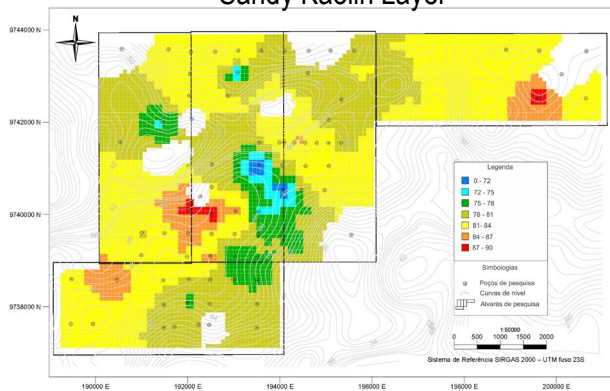 Sandy Kaolin Layer
N
9744000 N
9742000 N
9740000 N
9738000 N
190000 E
192000 E
194000 E
196000 E
198000 E
200000 E
Legenda
0 - 72
72 - 75
75 - 78
78 - 81
81- 84
84 - 87
87 - 90
Simbologias
Poços de pesquisa
Curvas de nível
Alvarás de pesquisa
1:50000
0 500 1000 1500 2000
Sistema de Referência SIRGAS 2000 – UTM fuso 23S